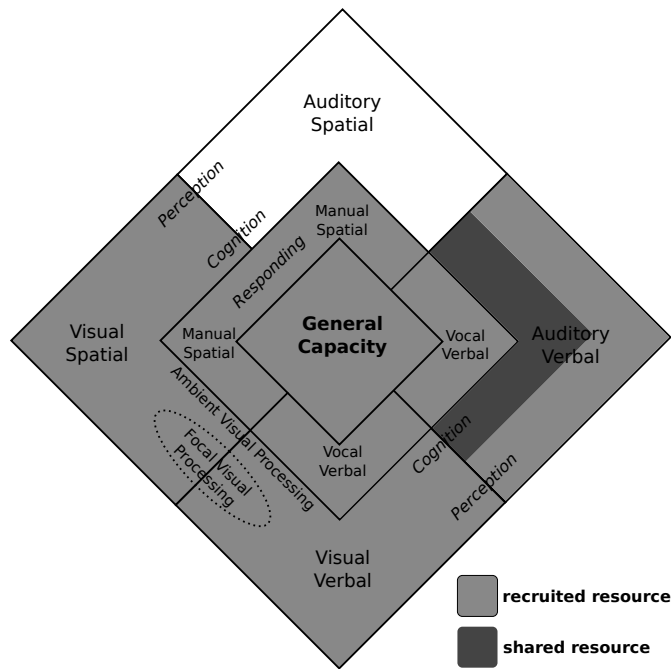 Auditory
Spatial
Perception
Cognition
Manual
Spatial
Responding
General
Capacity
Visual
Spatial
Manual
Spatial
Vocal
Verbal
Auditory
Verbal
Ambient Visual Processing
Focal Visual
Processing
Vocal
Verbal
Cognition
Perception
Visual
Verbal
recruited resource
shared resource